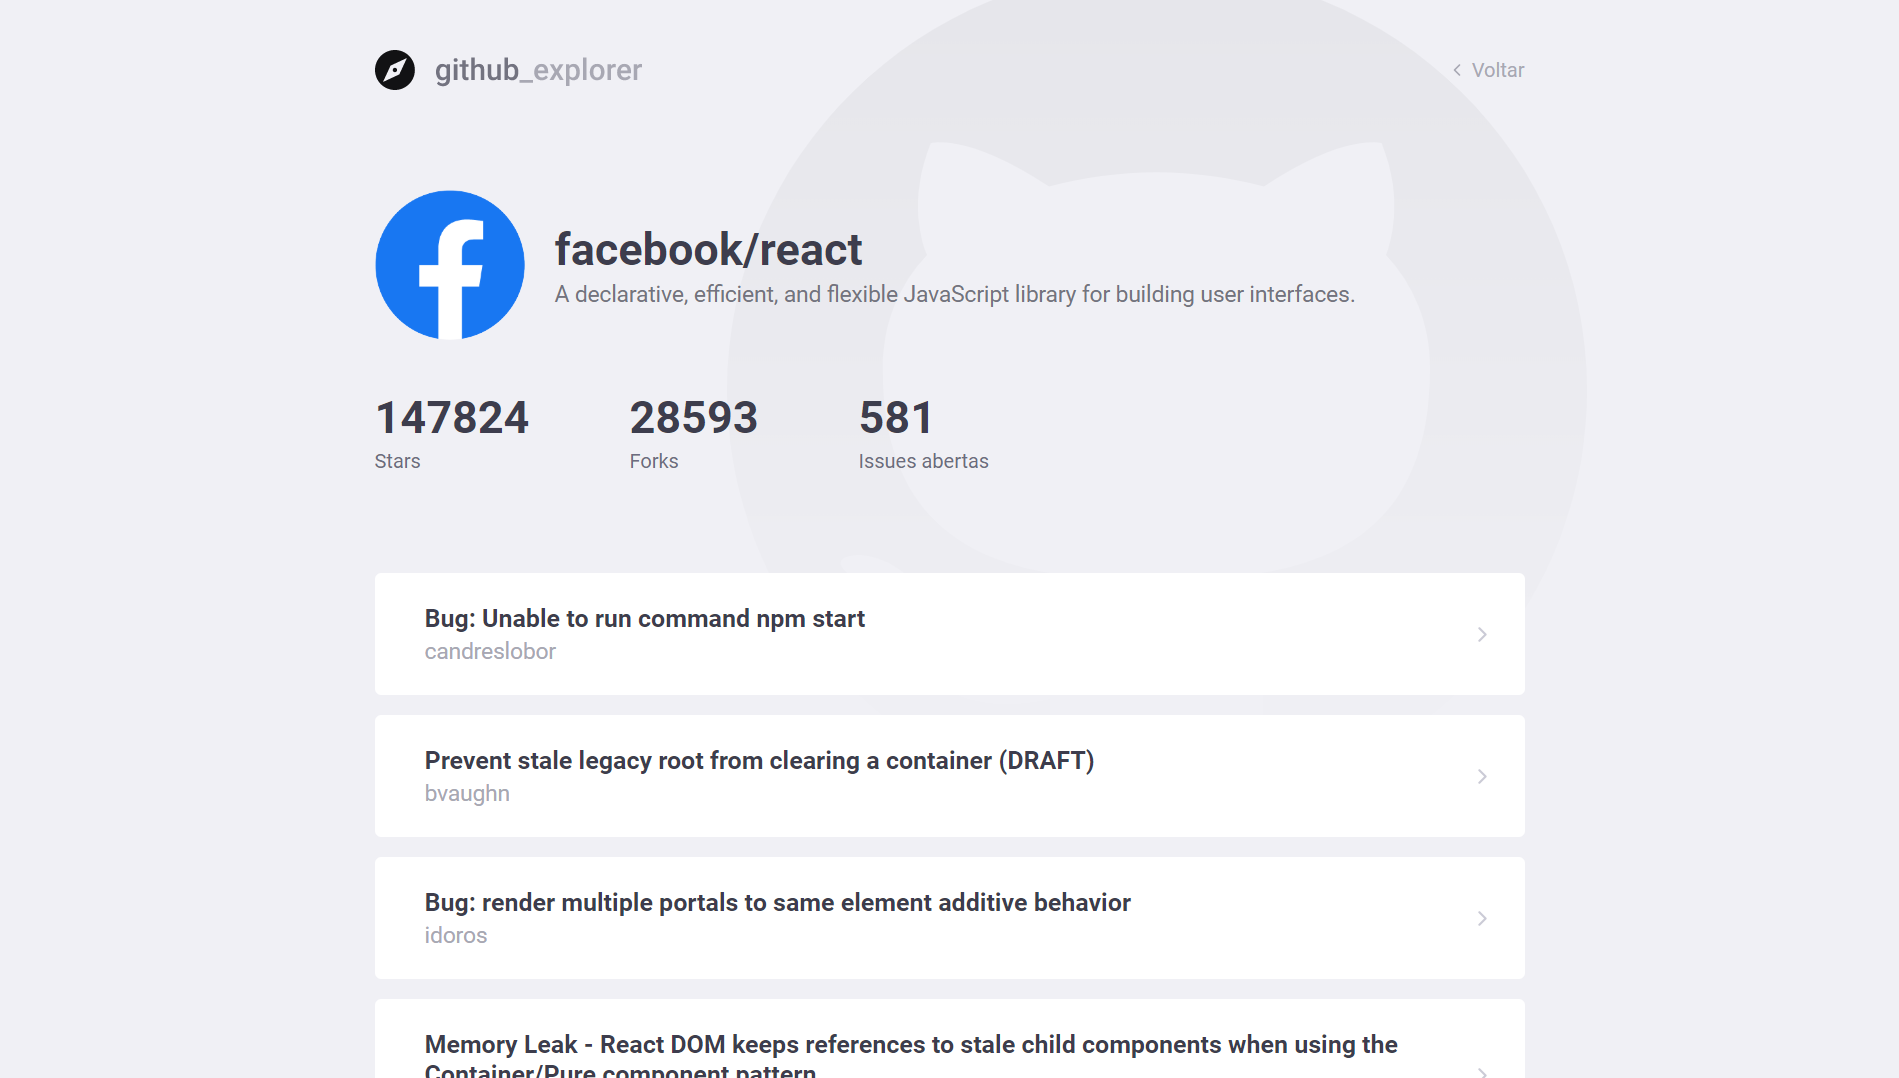 github_explorer
Voltar
facebook/react
A declarative, efficient, and flexible JavaScript library for building user interfaces.
147824
Stars
28593
Forks
581
Issues abertas
Bug: Unable to run command npm start
candreslobor
Prevent stale legacy root from clearing a container (DRAFT)
bvaughn
Bug: render multiple portals to same element additive behavior
idoros
Memory Leak - React DOM keeps references to stale child components when using the
Container/Pure component pattern